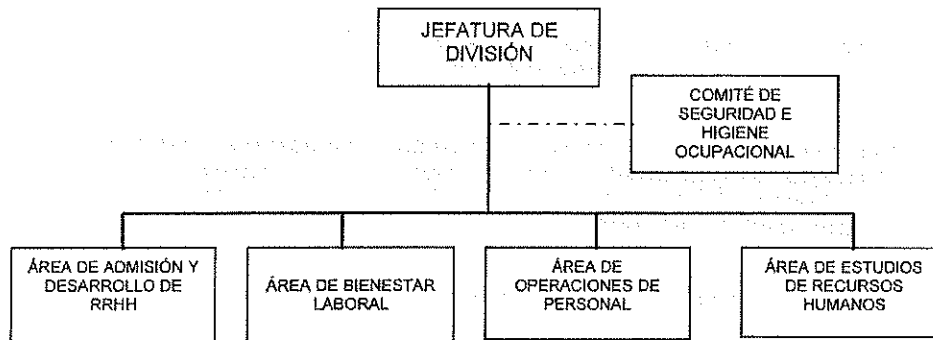 JEFATURA DE
DIVISIÓN
COMITÉ DE
SEGURIDAD E
HIGIENE
OCUPACIONAL
ÁREA DE ADMISIÓN Y
DESARROLLO DE
RRHH
ÁREA DE BIENESTAR
LABORAL
ÁREA DE
OPERACIONES DE
PERSONAL
ÁREA DE ESTUDIOS
DE RECURSOS
HUMANOS